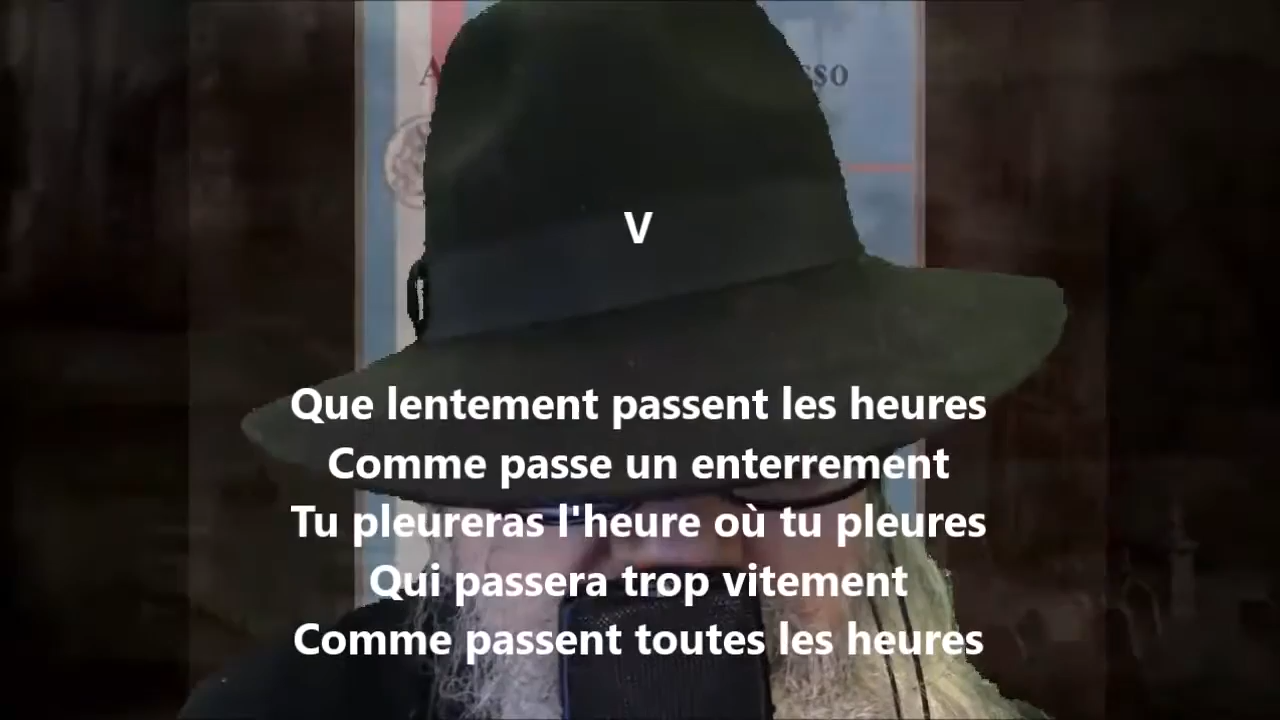 A
SSO
V
Que lentement passent les heures
Comme passe un enterrement
Tu pleureras l'heure où tu pleures
Qui passera trop vitement
Comme passent toutes les heures